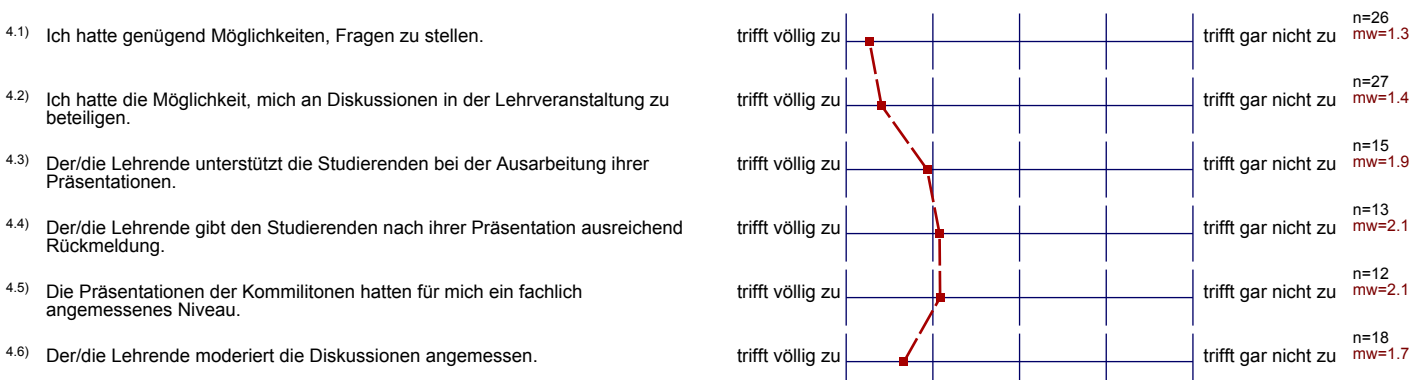 4.1) Ich hatte genügend Möglichkeiten, Fragen zu stellen. trifft völlig zu trifft gar nicht zu n=26
mw=1.3
4.2) Ich hatte die Möglichkeit, mich an Diskussionen in der Lehrveranstaltung zu trifft völlig zu trifft gar nicht zu n=27
beteiligen. mw=1.4
4.3) Der/die Lehrende unterstützt die Studierenden bei der Ausarbeitung ihrer trifft völlig zu trifft gar nicht zu n=15
Präsentationen. mw=1.9
4.4) Der/die Lehrende gibt den Studierenden nach ihrer Präsentation ausreichend trifft völlig zu trifft gar nicht zu n=13
Rückmeldung. mw=2.1
4.5) Die Präsentationen der Kommilitonen hatten für mich ein fachlich trifft völlig zu trifft gar nicht zu n=12
angemessenes Niveau. mw=2.1
4.6) Der/die Lehrende moderiert die Diskussionen angemessen. trifft völlig zu trifft gar nicht zu n=18
mw=1.7